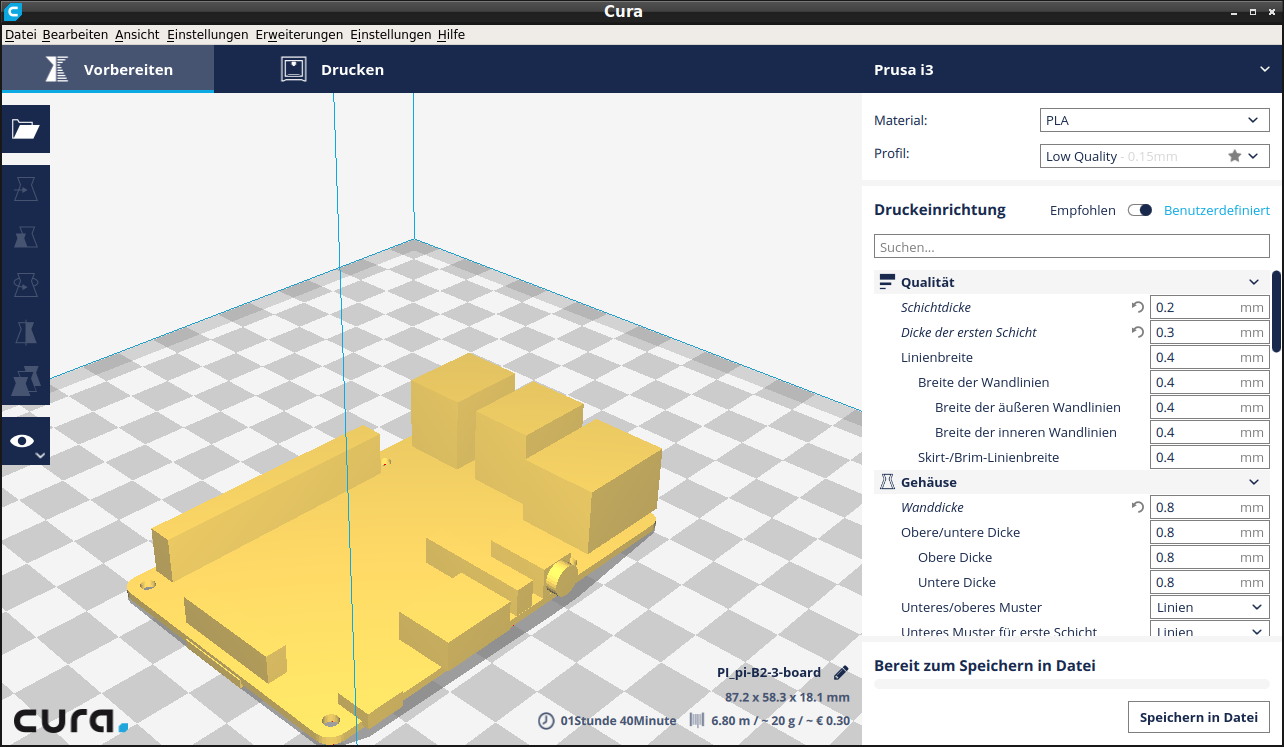 Cura
Datei Bearbeiten Ansicht Einstellungen Erweiterungen Einstellungen Hilfe
Vorbereiten Drucken Prusa i3
Material: PLA
Profil: Low Quality - 0.15mm
Druckeinrichtung Empfohlen Benutzerdefiniert
Suchen...
Qualität
Schichtdicke 0.2 mm
Dicke der ersten Schicht 0.3 mm
Linienbreite 0.4 mm
Breite der Wandlinien 0.4 mm
Breite der äußeren Wandlinien 0.4 mm
Breite der inneren Wandlinien 0.4 mm
Skirt-/Brim-Linienbreite 0.4 mm
Gehäuse
Wanddicke 0.8 mm
Obere/untere Dicke 0.8 mm
Obere Dicke 0.8 mm
Untere Dicke 0.8 mm
Unteres/oberes Muster Linien
Unteres Muster für erste Schicht Linien
PI_pi-B2-3-board
87.2 x 58.3 x 18.1 mm
01Stunde 40Minute 6.80 m / ~ 20 g / ~ € 0.30
cura.
Bereit zum Speichern in Datei
Speichern in Datei